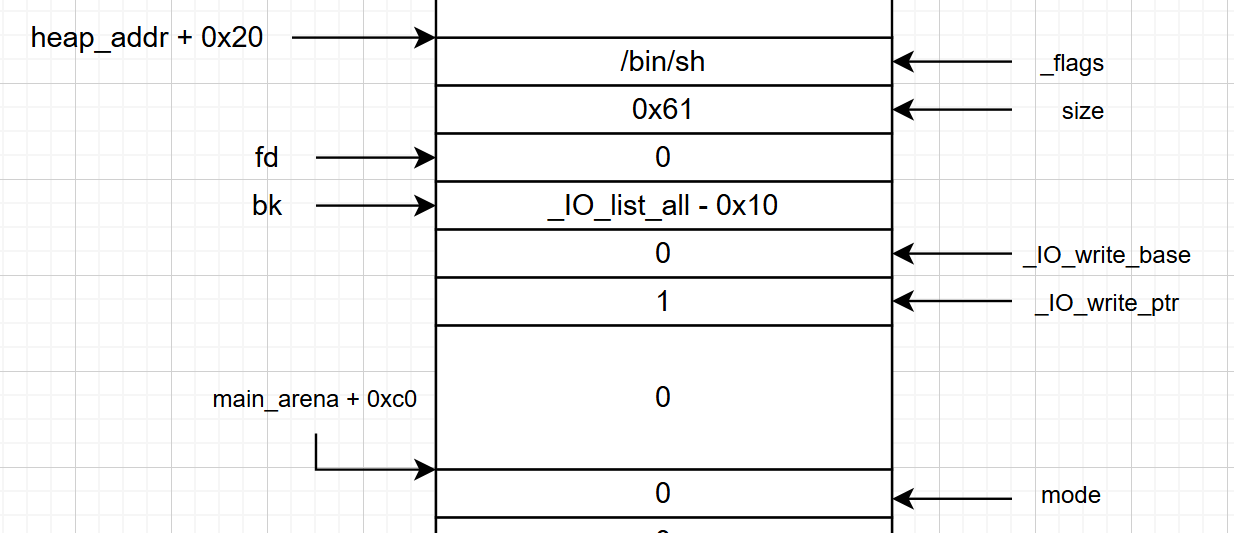 heap_addr + 0x20
/bin/sh
_flags
0x61
size
fd
0
bk
_IO_list_all - 0x10
0
_IO_write_base
1
_IO_write_ptr
main_arena + 0xc0
0
0
mode